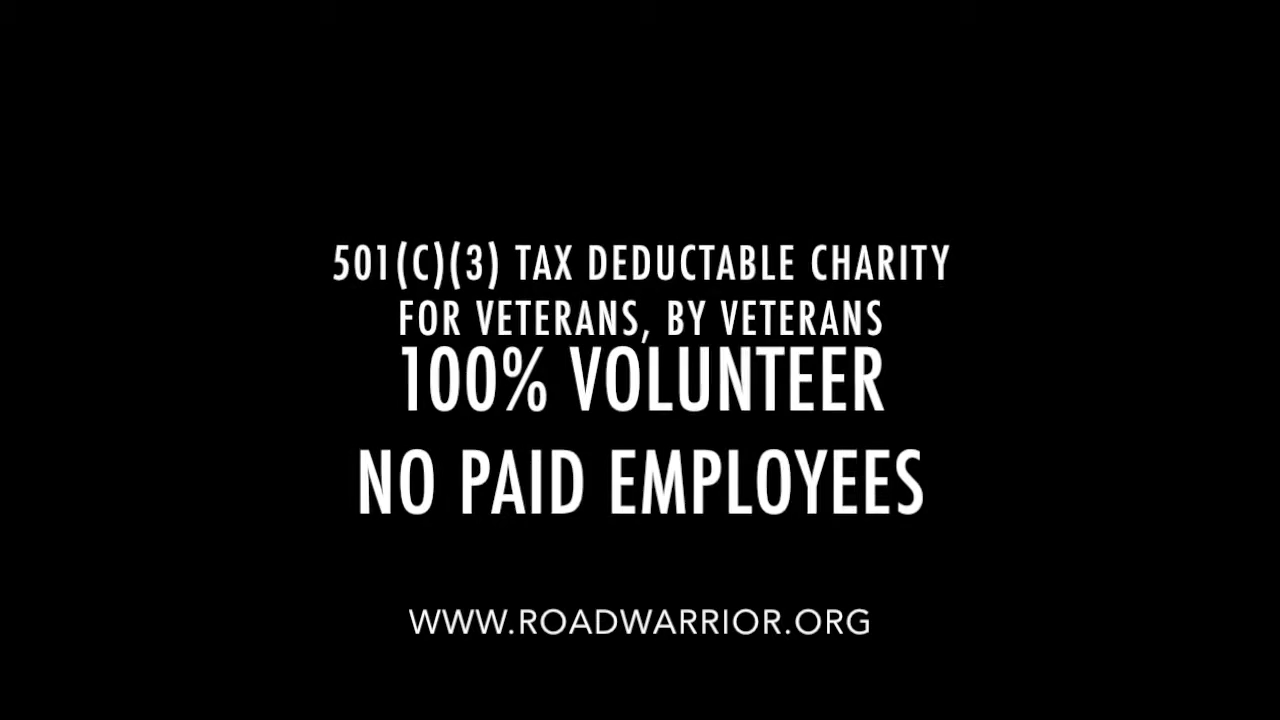 501(C)(3) TAX DEDUCTABLE CHARITY
FOR VETERANS, BY VETERANS
100% VOLUNTEER
NO PAID EMPLOYEES
WWW.ROADWARRIOR.ORG